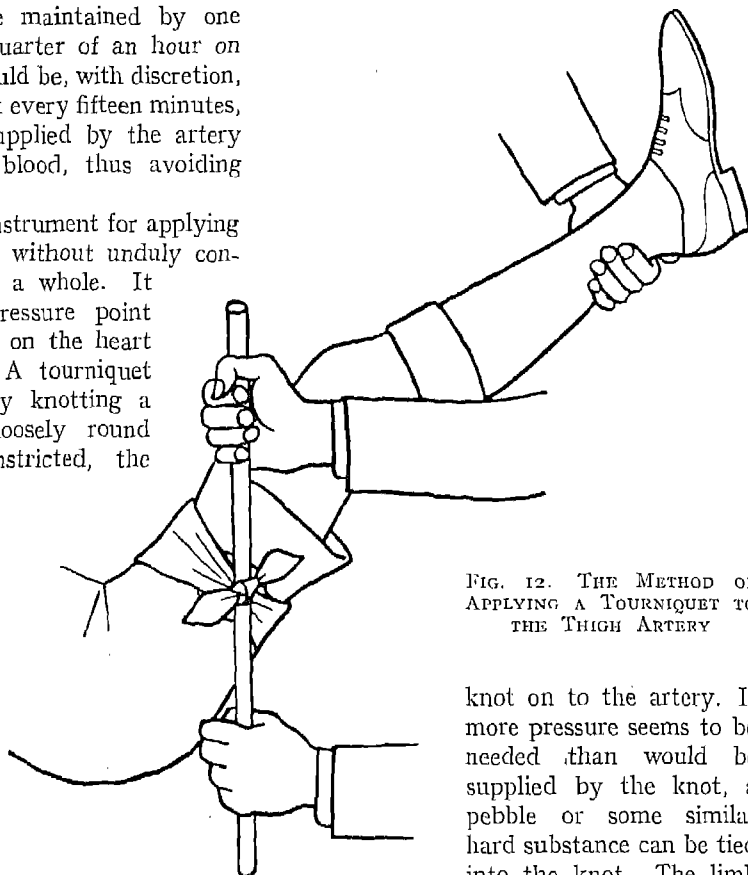 e maintained by one
uarter of an hour on
uld be, with discretion,
t every fifteen minutes,
upplied by the artery
blood, thus avoiding
nstrument for applying
without unduly con-
a whole. It
ressure point
on the heart
A tourniquet
y knotting a
oosely round
nstricted, the
FIG. 12. THE METHOD O
APPLYING A TOURNIQUET TO
THE THIGH ARTERY
knot on to the artery. I
more pressure seems to be
needed than would be
supplied by the knot, a
pebble or some simila
hard substance can be tied
into the knot. The limb